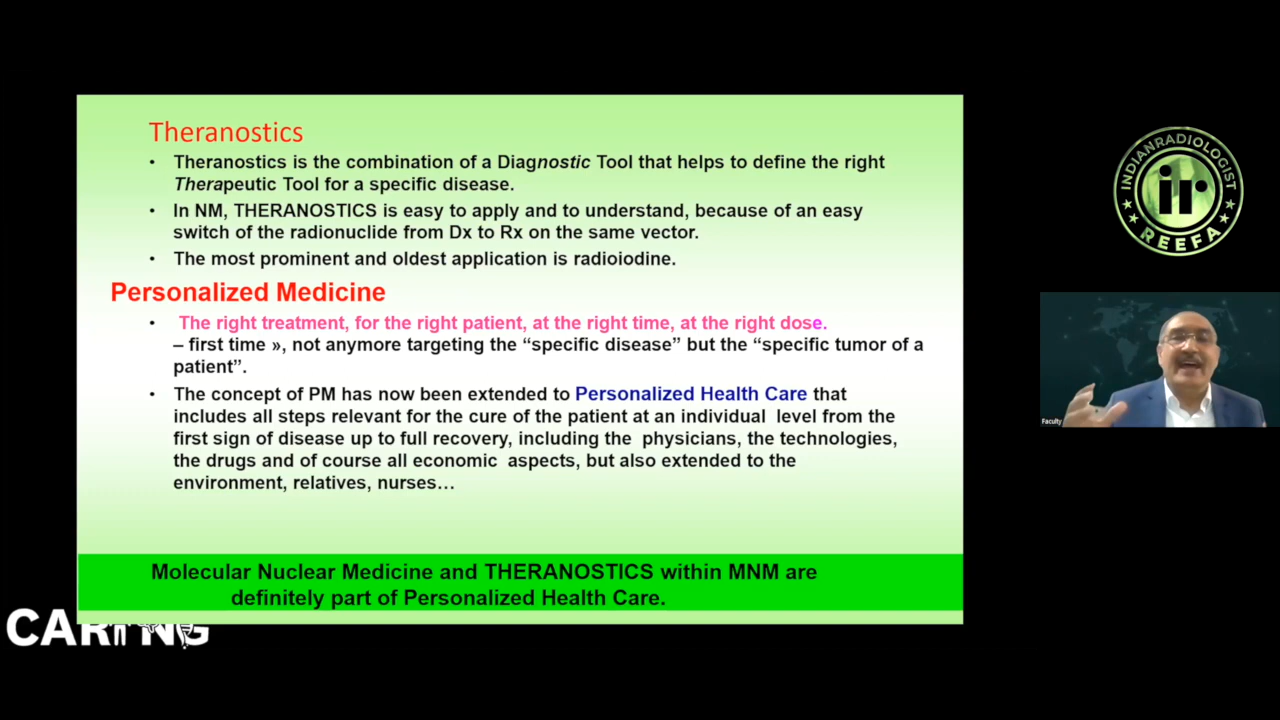 Theranostics
• Theranostics is the combination of a Diagnostic Tool that helps to define the right
Therapeutic Tool for a specific disease.
• In NM, THERANOSTICS is easy to apply and to understand, because of an easy
switch of the radionuclide from Dx to Rx on the same vector.
• The most prominent and oldest application is radioiodine.
Personalized Medicine
• The right treatment, for the right patient, at the right time, at the right dose.
– first time », not anymore targeting the “specific disease” but the “specific tumor of a
patient”.
• The concept of PM has now been extended to Personalized Health Care that
includes all steps relevant for the cure of the patient at an individual level from the
first sign of disease up to full recovery, including the physicians, the technologies,
the drugs and of course all economic aspects, but also extended to the
environment, relatives, nurses…
Molecular Nuclear Medicine and THERANOSTICS within MNM are
definitely part of Personalized Health Care.
CARING
INDIANRADIOLOGIST
ir
REEFA
Faculty